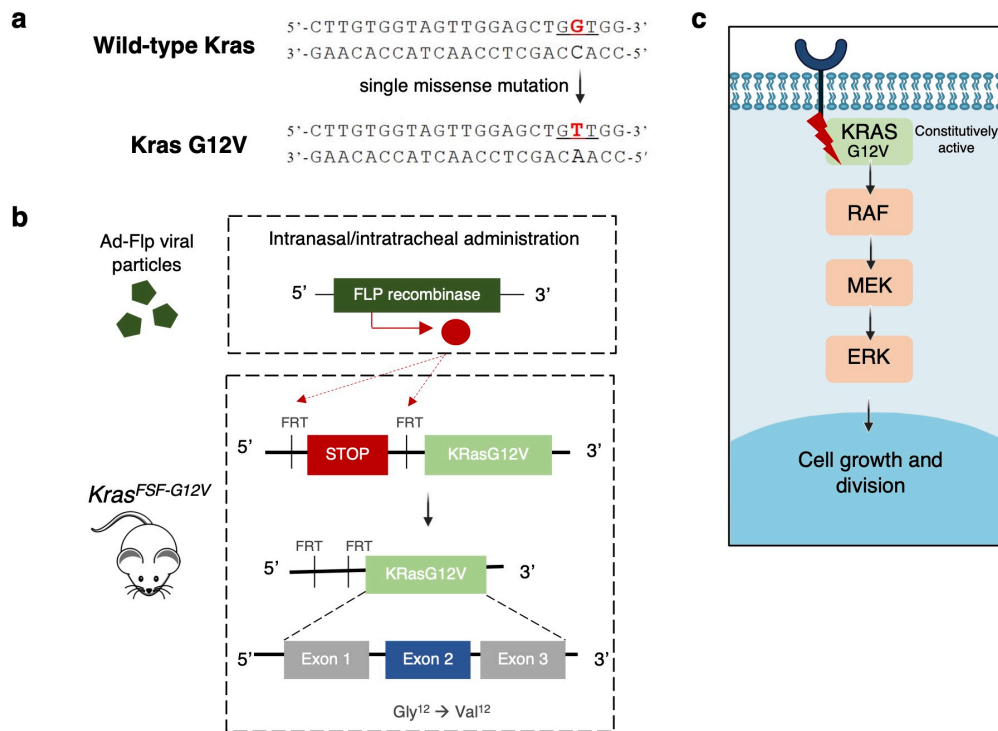 a
Wild-type Kras
5'-CTTGTGGTAGTTGGAGCTGGTGG-3'
3'-GAACACCATCAACCTCGACCACC-5'
single missense mutation
Kras G12V
5'-CTTGTGGTAGTTGGAGCTGTTGG-3'
3'-GAACACCATCAACCTCGACAACC-5'
b
Ad-Flp viral
particles
Intranasal/intratracheal administration
5' FLP recombinase 3'
FRT FRT
5' STOP KRasG12V 3'
Kras^FSF-G12V
FRT FRT
5' KRasG12V 3'
5' Exon 1 Exon 2 Exon 3 3'
Gly¹² → Val¹²
c
KRAS
G12V
Constitutively
active
RAF
MEK
ERK
Cell growth and
division